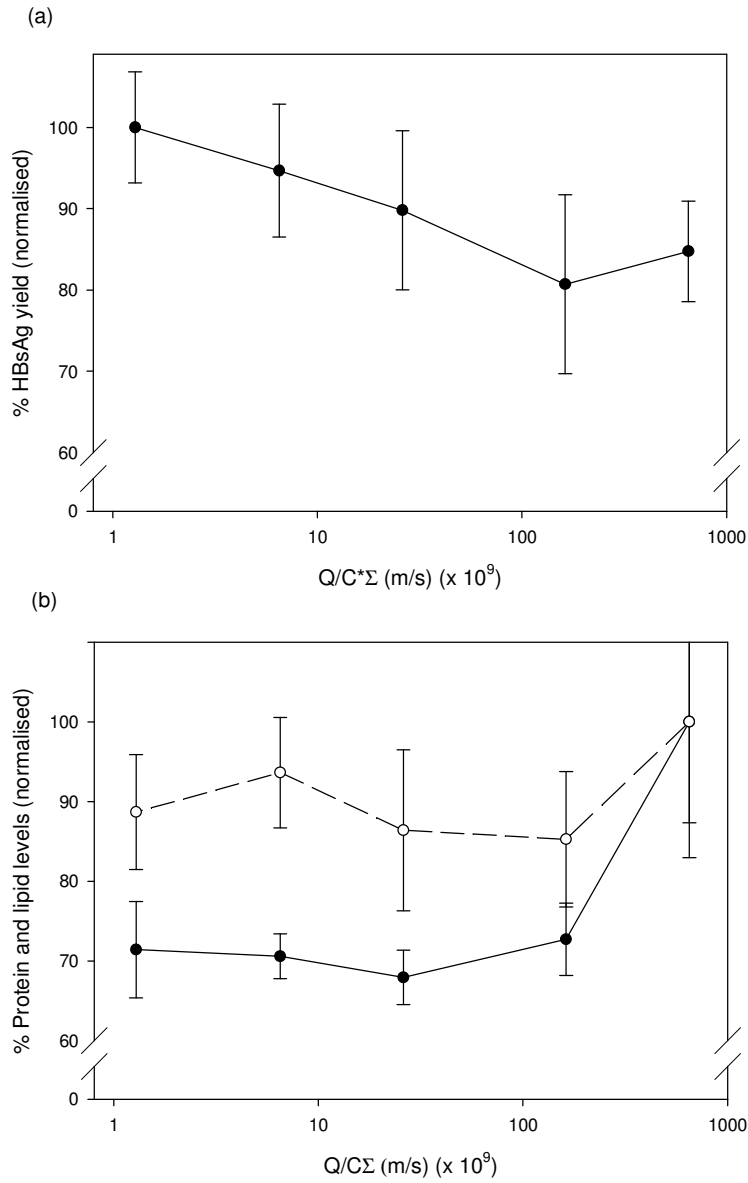 (a)
% HBsAg yield (normalised)
100
90
80
70
60
0
1 10 100 1000
Q/C*Σ (m/s) (x 10⁹)
(b)
% Protein and lipid levels (normalised)
100
90
80
70
60
0
1 10 100 1000
Q/CΣ (m/s) (x 10⁹)